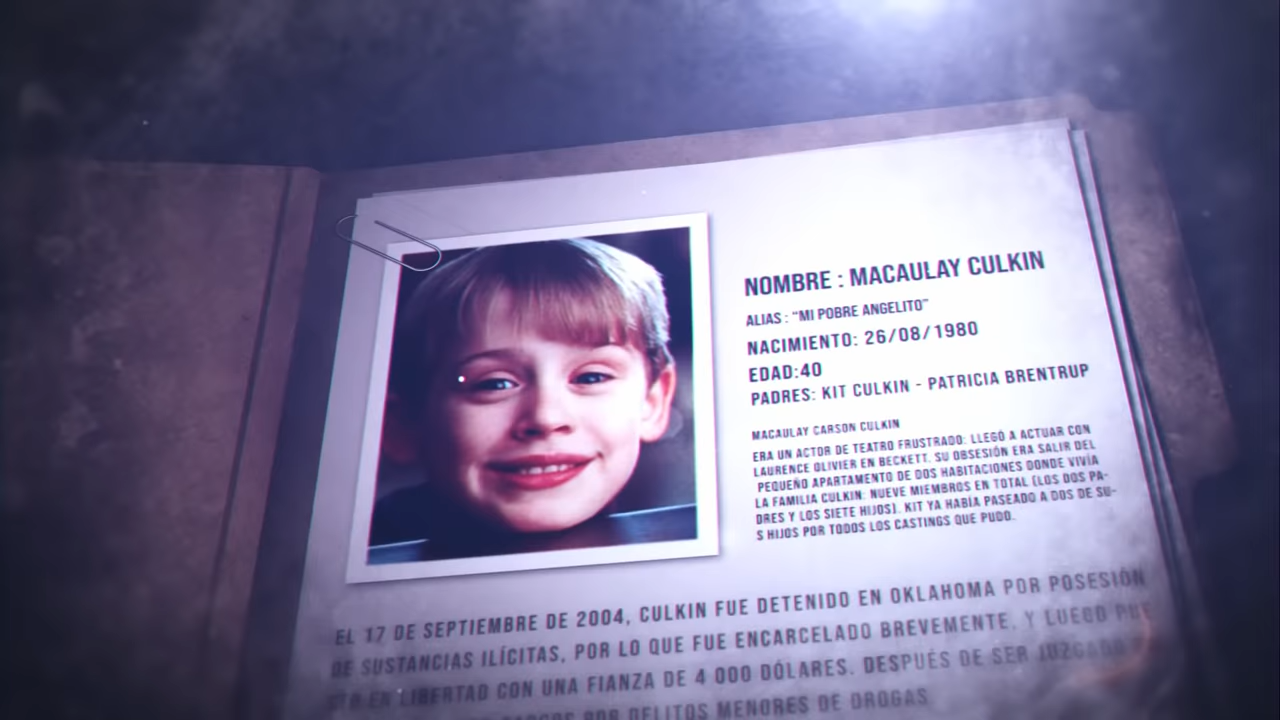 NOMBRE : MACAULAY CULKIN
ALIAS : “MI POBRE ANGELITO”
NACIMIENTO: 26/08/1980
EDAD:40
PADRES: KIT CULKIN - PATRICIA BRENTRUP
MACAULAY CARSON CULKIN
ERA UN ACTOR DE TEATRO FRUSTRADO: LLEGÓ A ACTUAR CON
LAURENCE OLIVIER EN BECKETT. SU OBSESIÓN ERA SALIR DEL
PEQUEÑO APARTAMENTO DE DOS HABITACIONES DONDE VIVÍA
LA FAMILIA CULKIN: NUEVE MIEMBROS EN TOTAL (LOS DOS PA-
DRES Y LOS SIETE HIJOS). KIT YA HABÍA PASEADO A DOS DE SU-
S HIJOS POR TODOS LOS CASTINGS QUE PUDO.
EL 17 DE SEPTIEMBRE DE 2004, CULKIN FUE DETENIDO EN OKLAHOMA POR POSESIÓN
DE SUSTANCIAS ILÍCITAS, POR LO QUE FUE ENCARCELADO BREVEMENTE, Y LUEGO PUE
STO EN LIBERTAD CON UNA FIANZA DE 4 000 DÓLARES. DESPUÉS DE SER JUZGADO
CARGOS POR DELITOS MENORES DE DROGAS